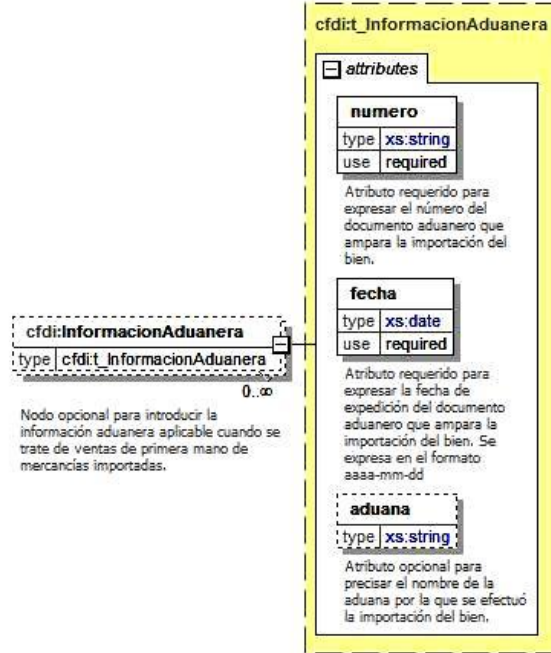 cfdi:t_InformacionAduanera
attributes
numero
type xs:string
use required
Atributo requerido para
expresar el número del
documento aduanero que
ampara la importación del
bien.
fecha
type xs:date
use required
Atributo requerido para
expresar la fecha de
expedición del documento
aduanero que ampara la
importación del bien. Se
expresa en el formato
aaaa-mm-dd
aduana
type xs:string
Atributo opcional para
precisar el nombre de la
aduana por la que se efectuó
la importación del bien.
cfdi:InformacionAduanera
type cfdi:t_InformacionAduanera
0..∞
Nodo opcional para introducir la
información aduanera aplicable cuando se
trate de ventas de primera mano de
mercancías importadas.